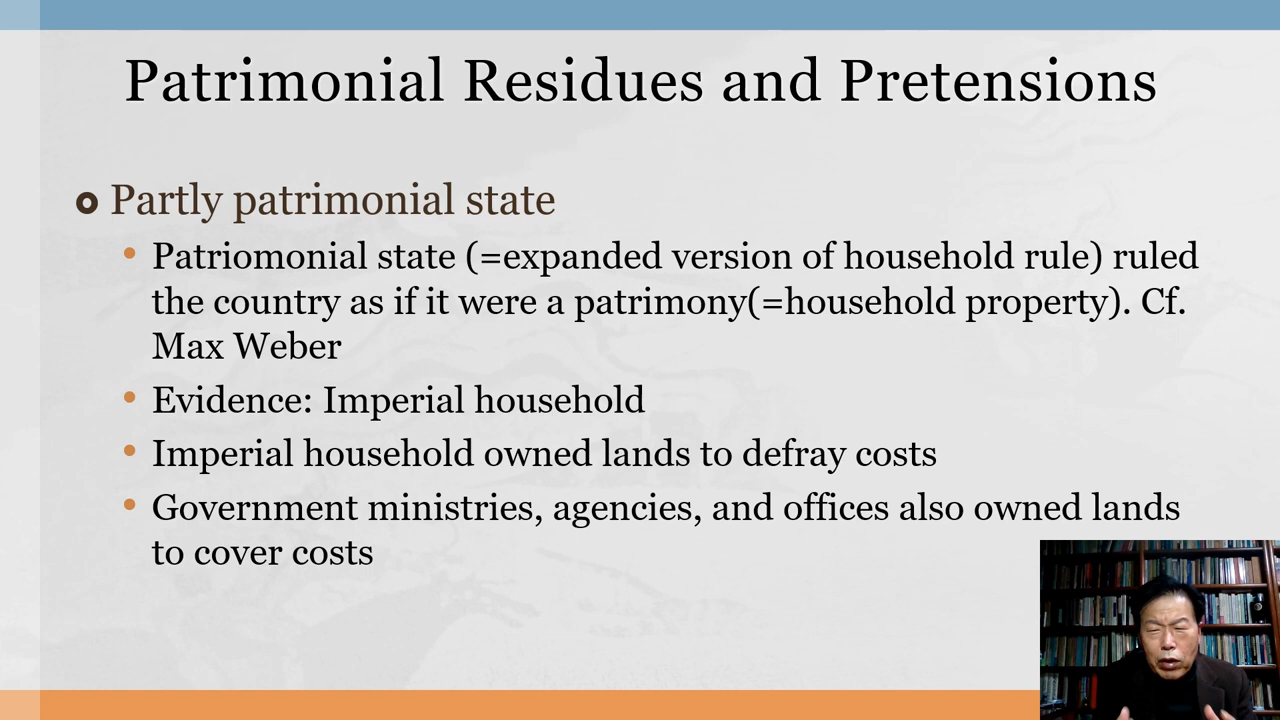 Patrimonial Residues and Pretensions
Partly patrimonial state
Patriomonial state (=expanded version of household rule) ruled
the country as if it were a patrimony(=household property). Cf.
Max Weber
Evidence: Imperial household
Imperial household owned lands to defray costs
Government ministries, agencies, and offices also owned lands
to cover costs